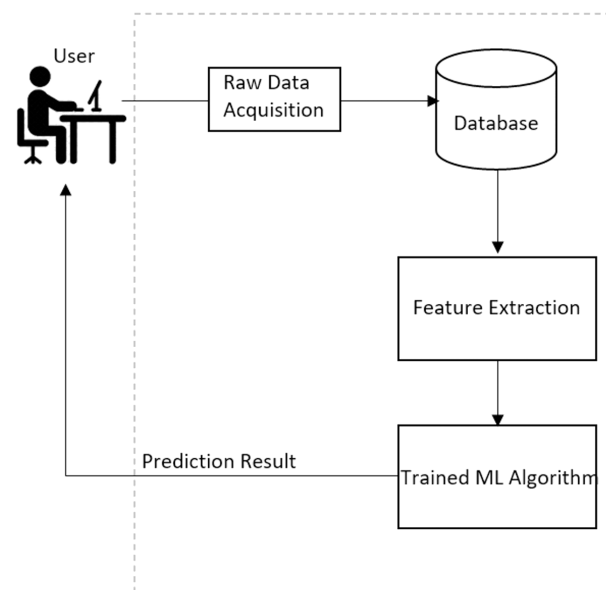 User
Raw Data
Acquisition
Database
Feature Extraction
Trained ML Algorithm
Prediction Result